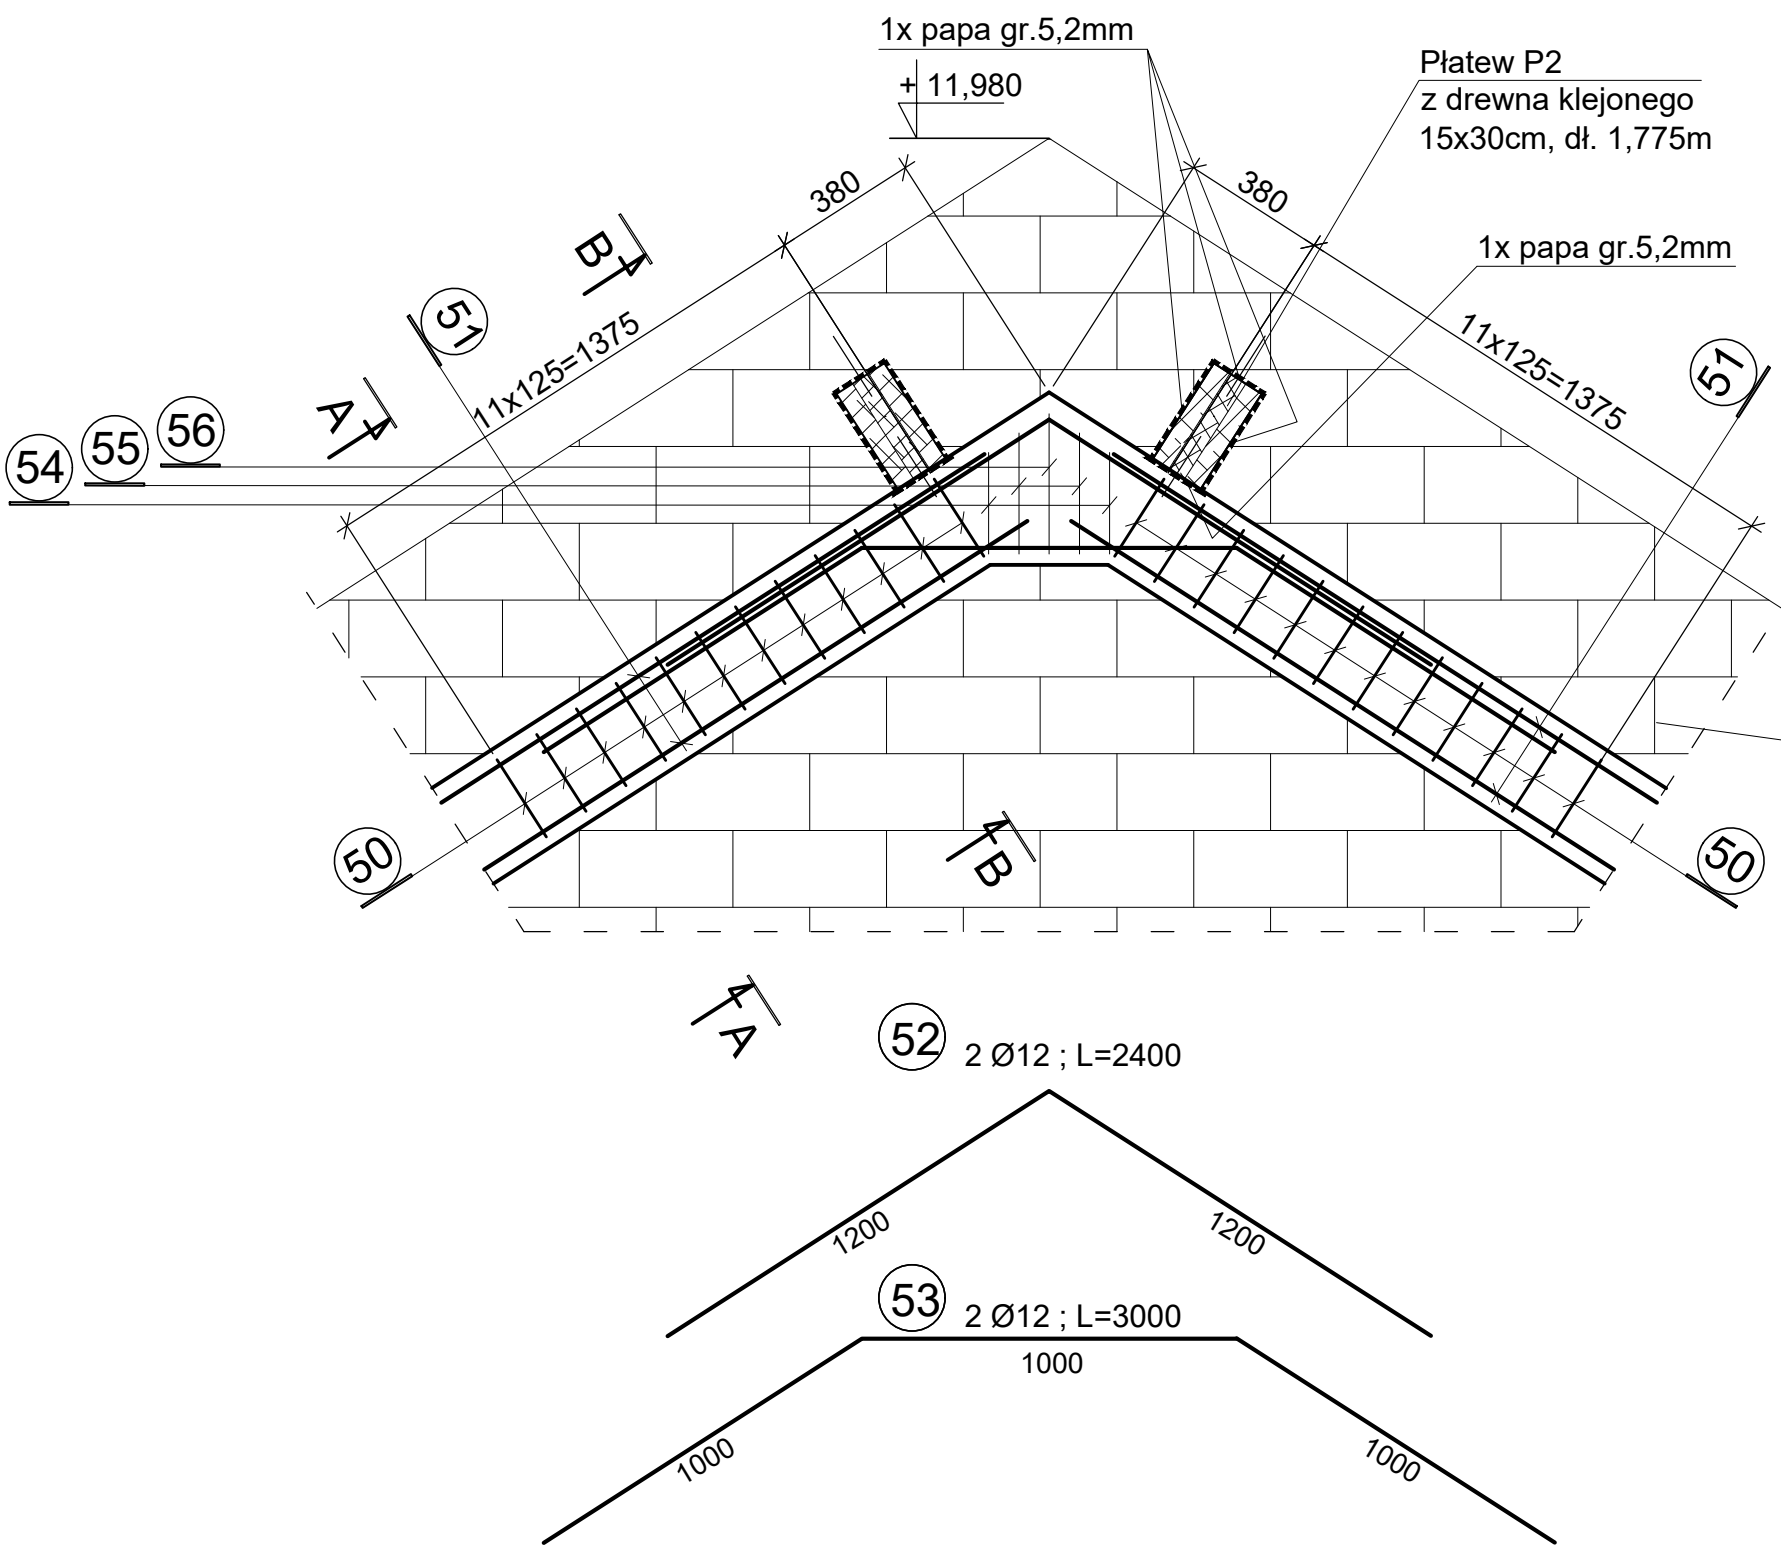 1x papa gr.5,2mm
+ 11,980
Płatew P2
z drewna klejonego
15x30cm, dł. 1,775m
380
380
1x papa gr.5,2mm
B
51
11x125=1375
11x125=1375
51
A
56
55
54
50
B
50
A
52
2 Ø12 ; L=2400
1200
1200
53
2 Ø12 ; L=3000
1000
1000
1000